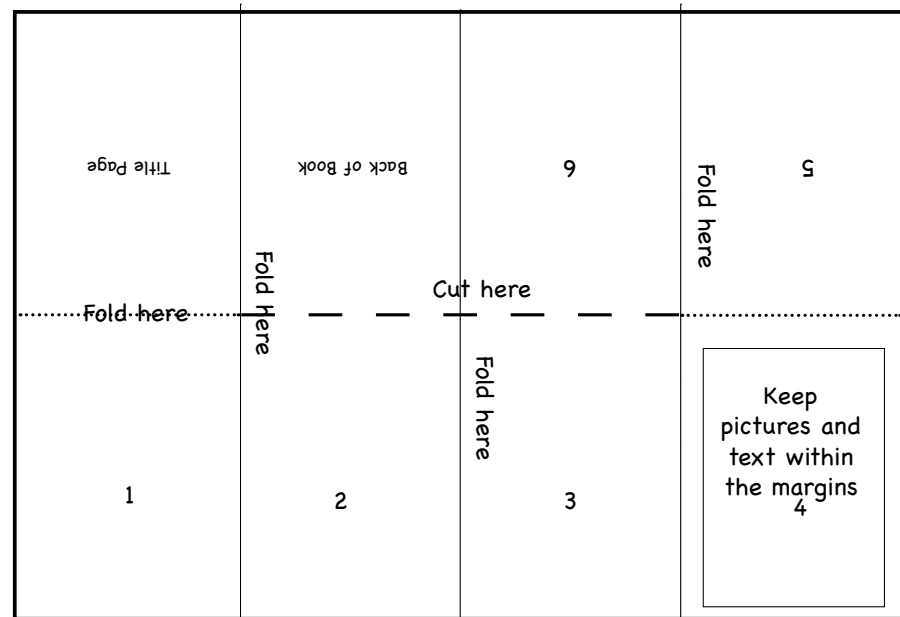 Title Page
Back of Book
6
5
Fold here
Fold here
Cut here
Fold here
Fold here
Keep
pictures and
text within
the margins
1
2
3
4